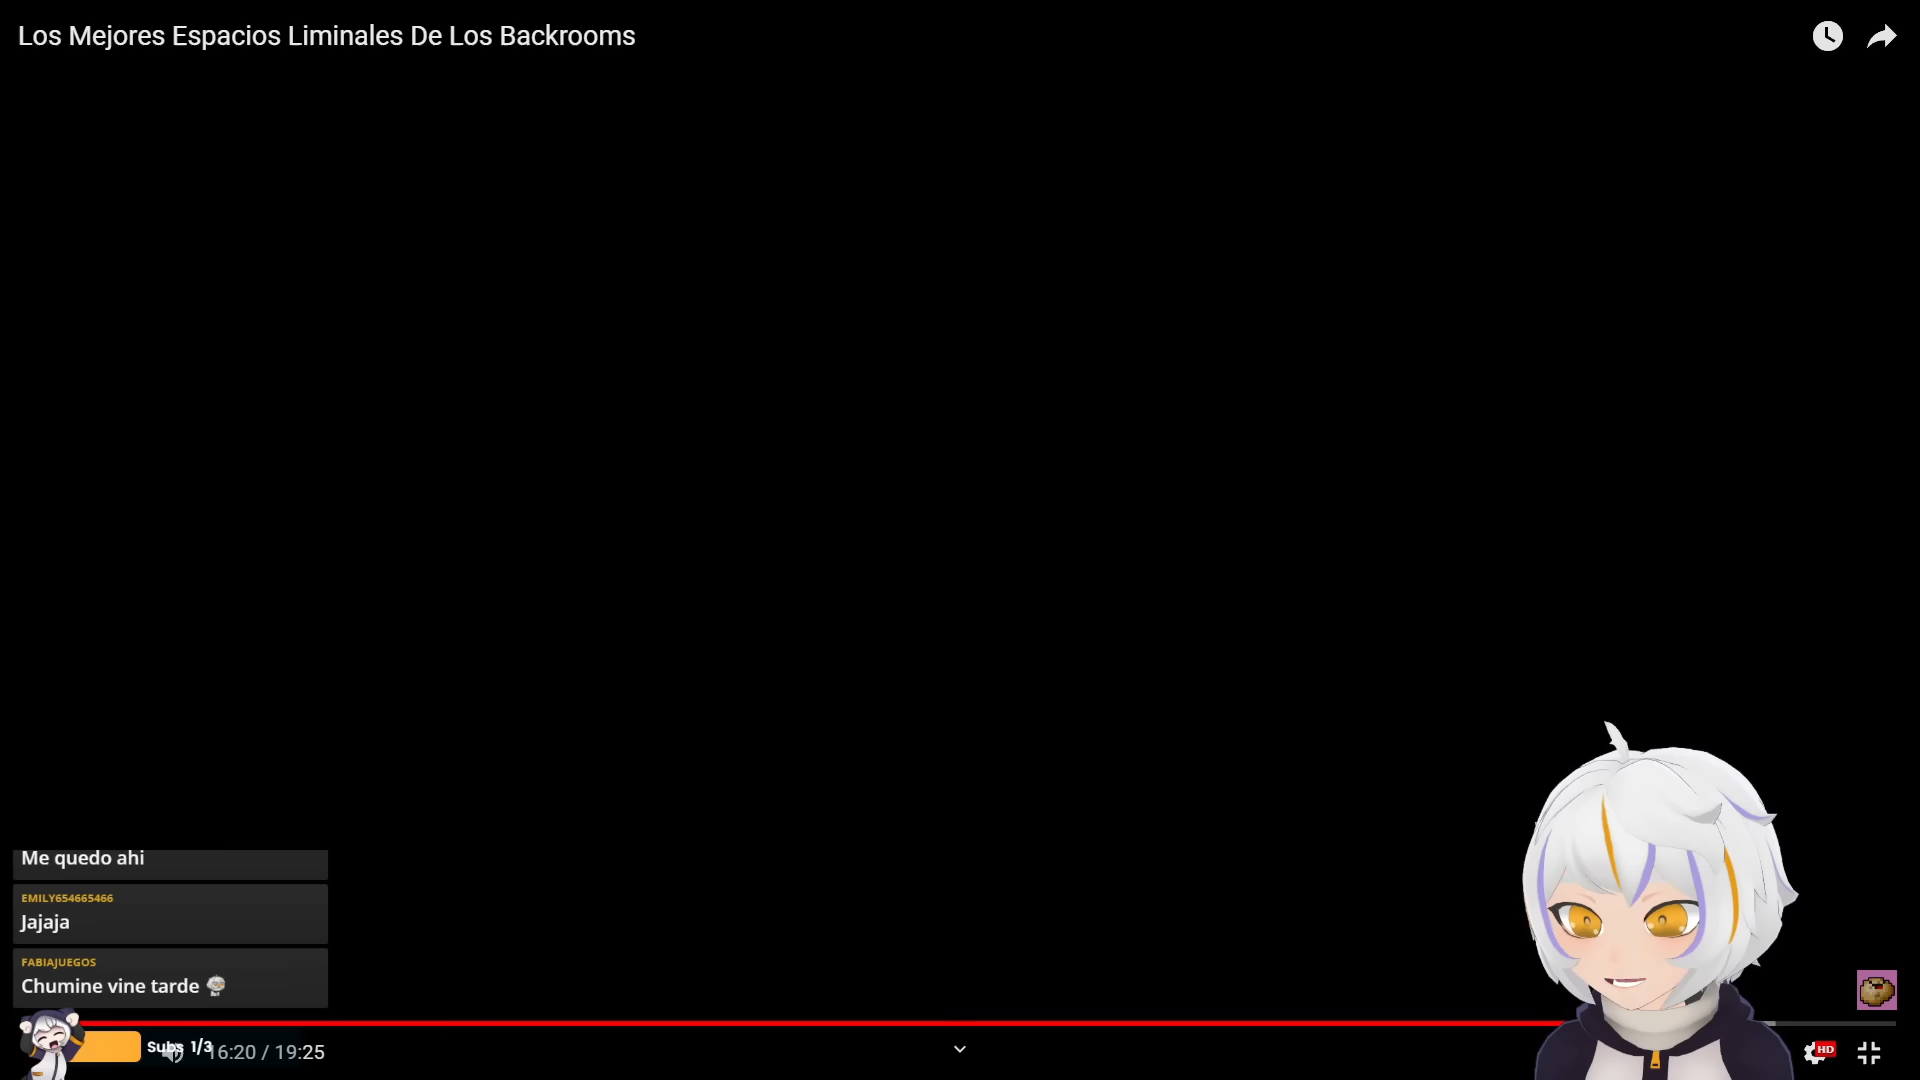 Los Mejores Espacios Liminales De Los Backrooms
Me quedo ahi
EMILY654665466
Jajaja
FABIAJUEGOS
Chumine vine tarde
Subs 1/3
16:20 / 19:25
HD